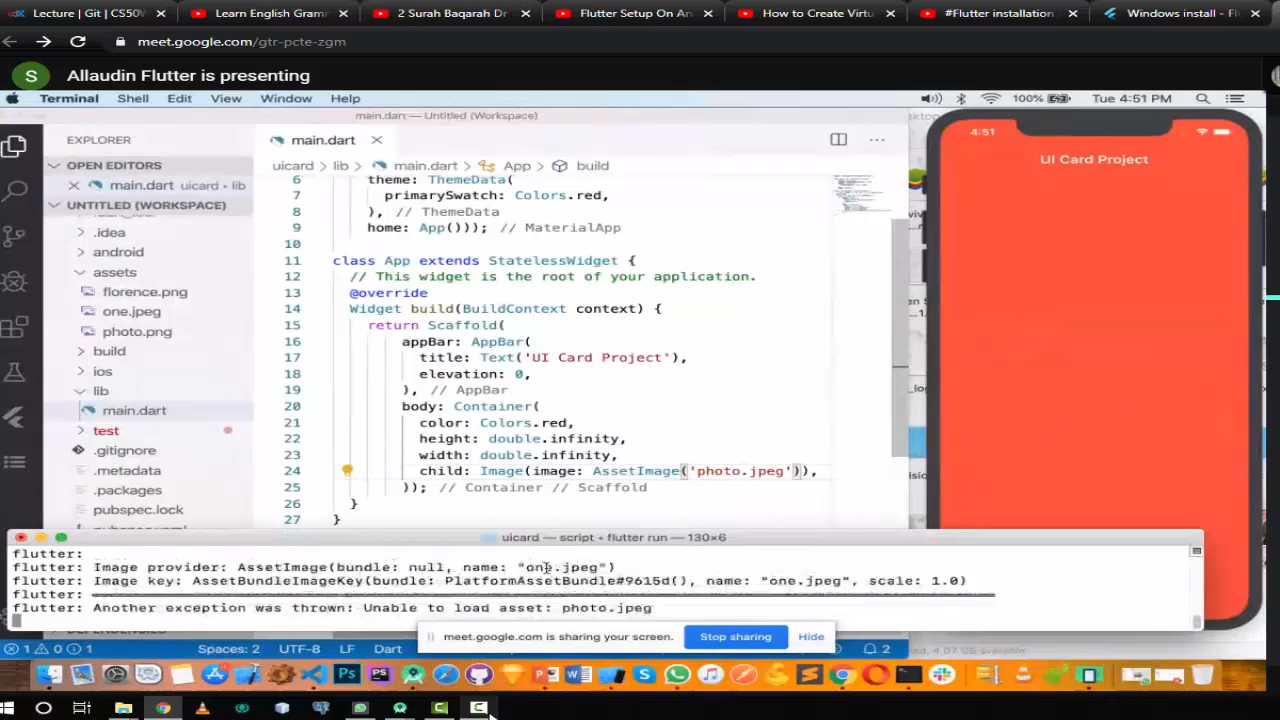 Lecture | Git | CS50W
Learn English Gram
2 Surah Baqarah Dr
Flutter Setup On An
How to Create Virtu
#Flutter installation
Windows install - Fl
meet.google.com/gtr-pcte-zgm
S
Allaudin Flutter is presenting
Terminal Shell Edit View Window Help
100%
Tue 4:51 PM
main.dart — Untitled (Workspace)
EXPLORER
OPEN EDITORS
main.dart uicard • lib
UNTITLED (WORKSPACE)
.idea
android
assets
florence.png
one.jpeg
photo.png
build
ios
lib
main.dart
test
.gitignore
.metadata
.packages
pubspec.lock
main.dart
uicard › lib › main.dart › App › build
6 theme: ThemeData(
7 primarySwatch: Colors.red,
8 ), // ThemeData
9 home: App())); // MaterialApp
10
11 class App extends StatelessWidget {
12 // This widget is the root of your application.
13 @override
14 Widget build(BuildContext context) {
15 return Scaffold(
16 appBar: AppBar(
17 title: Text('UI Card Project'),
18 elevation: 0,
19 ), // AppBar
20 body: Container(
21 color: Colors.red,
22 height: double.infinity,
23 width: double.infinity,
24 child: Image(image: AssetImage('photo.jpeg')),
25 )); // Container // Scaffold
26 }
27 }
4:51
UI Card Project
uicard — script • flutter run — 130×6
flutter:
flutter: Image provider: AssetImage(bundle: null, name: "one.jpeg")
flutter: Image key: AssetBundleImageKey(bundle: PlatformAssetBundle#9615d(), name: "one.jpeg", scale: 1.0)
flutter:
flutter: Another exception was thrown: Unable to load asset: photo.jpeg
meet.google.com is sharing your screen.
Stop sharing
Hide
1 0 1
Spaces: 2 UTF-8 LF Dart
2